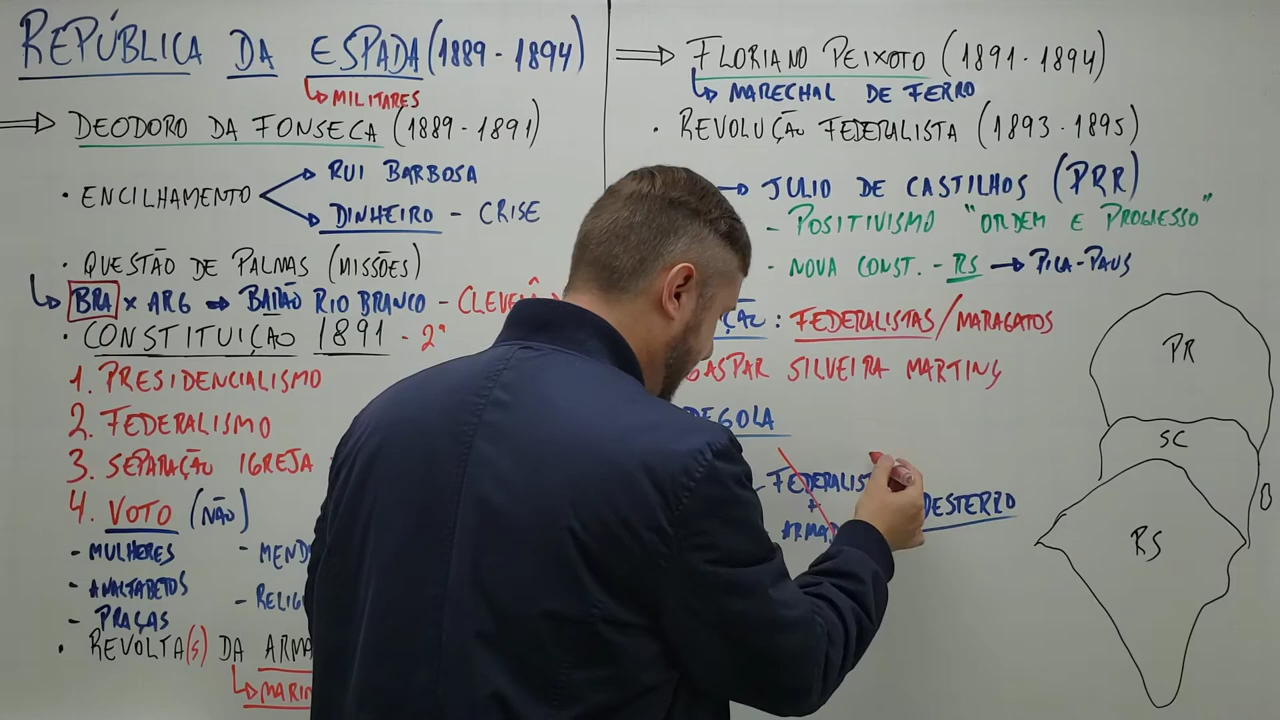 REPÚBLICA DA ESPADA (1889 - 1894)
MILITARES
DEODORO DA FONSECA (1889 - 1891)
· ENCILHAMENTO
RUI BARBOSA
DINHEIRO - CRISE
· QUESTÃO DE PALMAS (MISSÕES)
BRA x ARG → BARÃO RIO BRANCO -
· CONSTITUIÇÃO 1891 - 2ª
1. PRESIDENCIALISMO
2. FEDERALISMO
3. SEPARAÇÃO IGREJA
4. VOTO (NÃO)
- MULHERES
- ANALFABETOS
- PRAÇAS
· REVOLTA(S) DA
FLORIANO PEIXOTO (1891 - 1894)
MARECHAL DE FERRO
· REVOLUÇÃO FEDERALISTA (1893 - 1895)
→ JULIO DE CASTILHOS (PRR)
- POSITIVISMO "ORDEM E PROGRESSO"
- NOVA CONST. - RS → PICA-PAUS
: FEDERALISTAS/MARAGATOS
GASPAR SILVEIRA MARTINS
DEGOLA
DESTERRO
PR
SC
RS